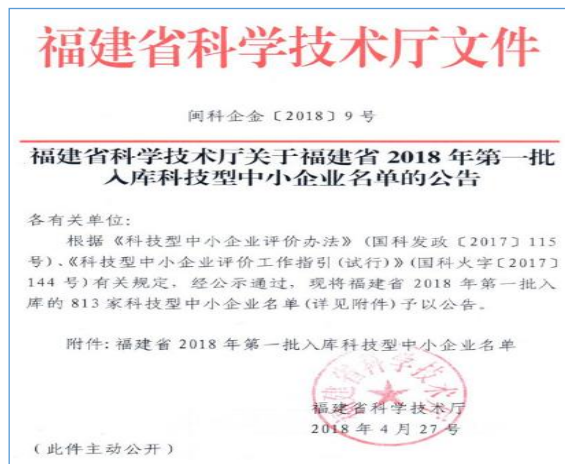 福建省科学技术厅文件
闽科企金〔2018〕9号
福建省科学技术厅关于福建省2018年第一批
入库科技型中小企业名单的公告
各有关单位:
根据《科技型中小企业评价办法》(国科发政〔2017〕115
号)、《科技型中小企业评价工作指引(试行)》(国科火字〔2017〕
144号)有关规定,经公示通过,现将福建省2018年第一批入
库的813家科技型中小企业名单(详见附件)予以公告。
附件:福建省2018年第一批入库科技型中小企业名单
福建省科学技术厅
福建省科学技术厅
2018年4月27号
(此件主动公开)